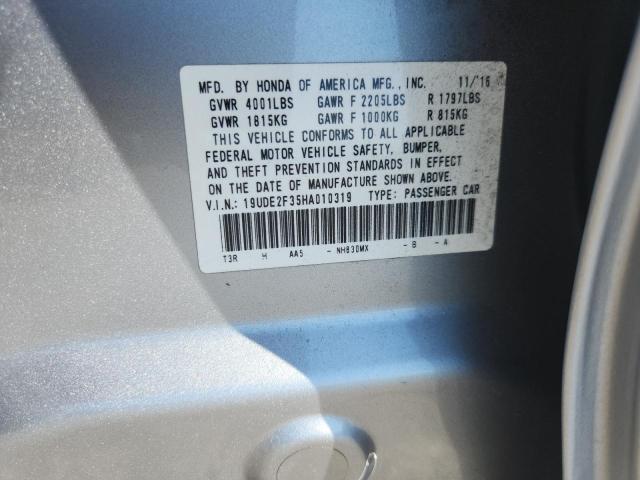 MFD. BY HONDA OF AMERICA MFG., INC. 11/'16
GVWR 4001LBS GAWR F 2205LBS R 1797LBS
GVWR 1815KG GAWR F 1000KG R 815KG
THIS VEHICLE CONFORMS TO ALL APPLICABLE
FEDERAL MOTOR VEHICLE SAFETY, BUMPER,
AND THEFT PREVENTION STANDARDS IN EFFECT
ON THE DATE OF MANUFACTURE SHOWN ABOVE.
V.I.N.: 19UDE2F35HA010319 TYPE: PASSENGER CAR
T3R H AA5 - NH830MX - B - A